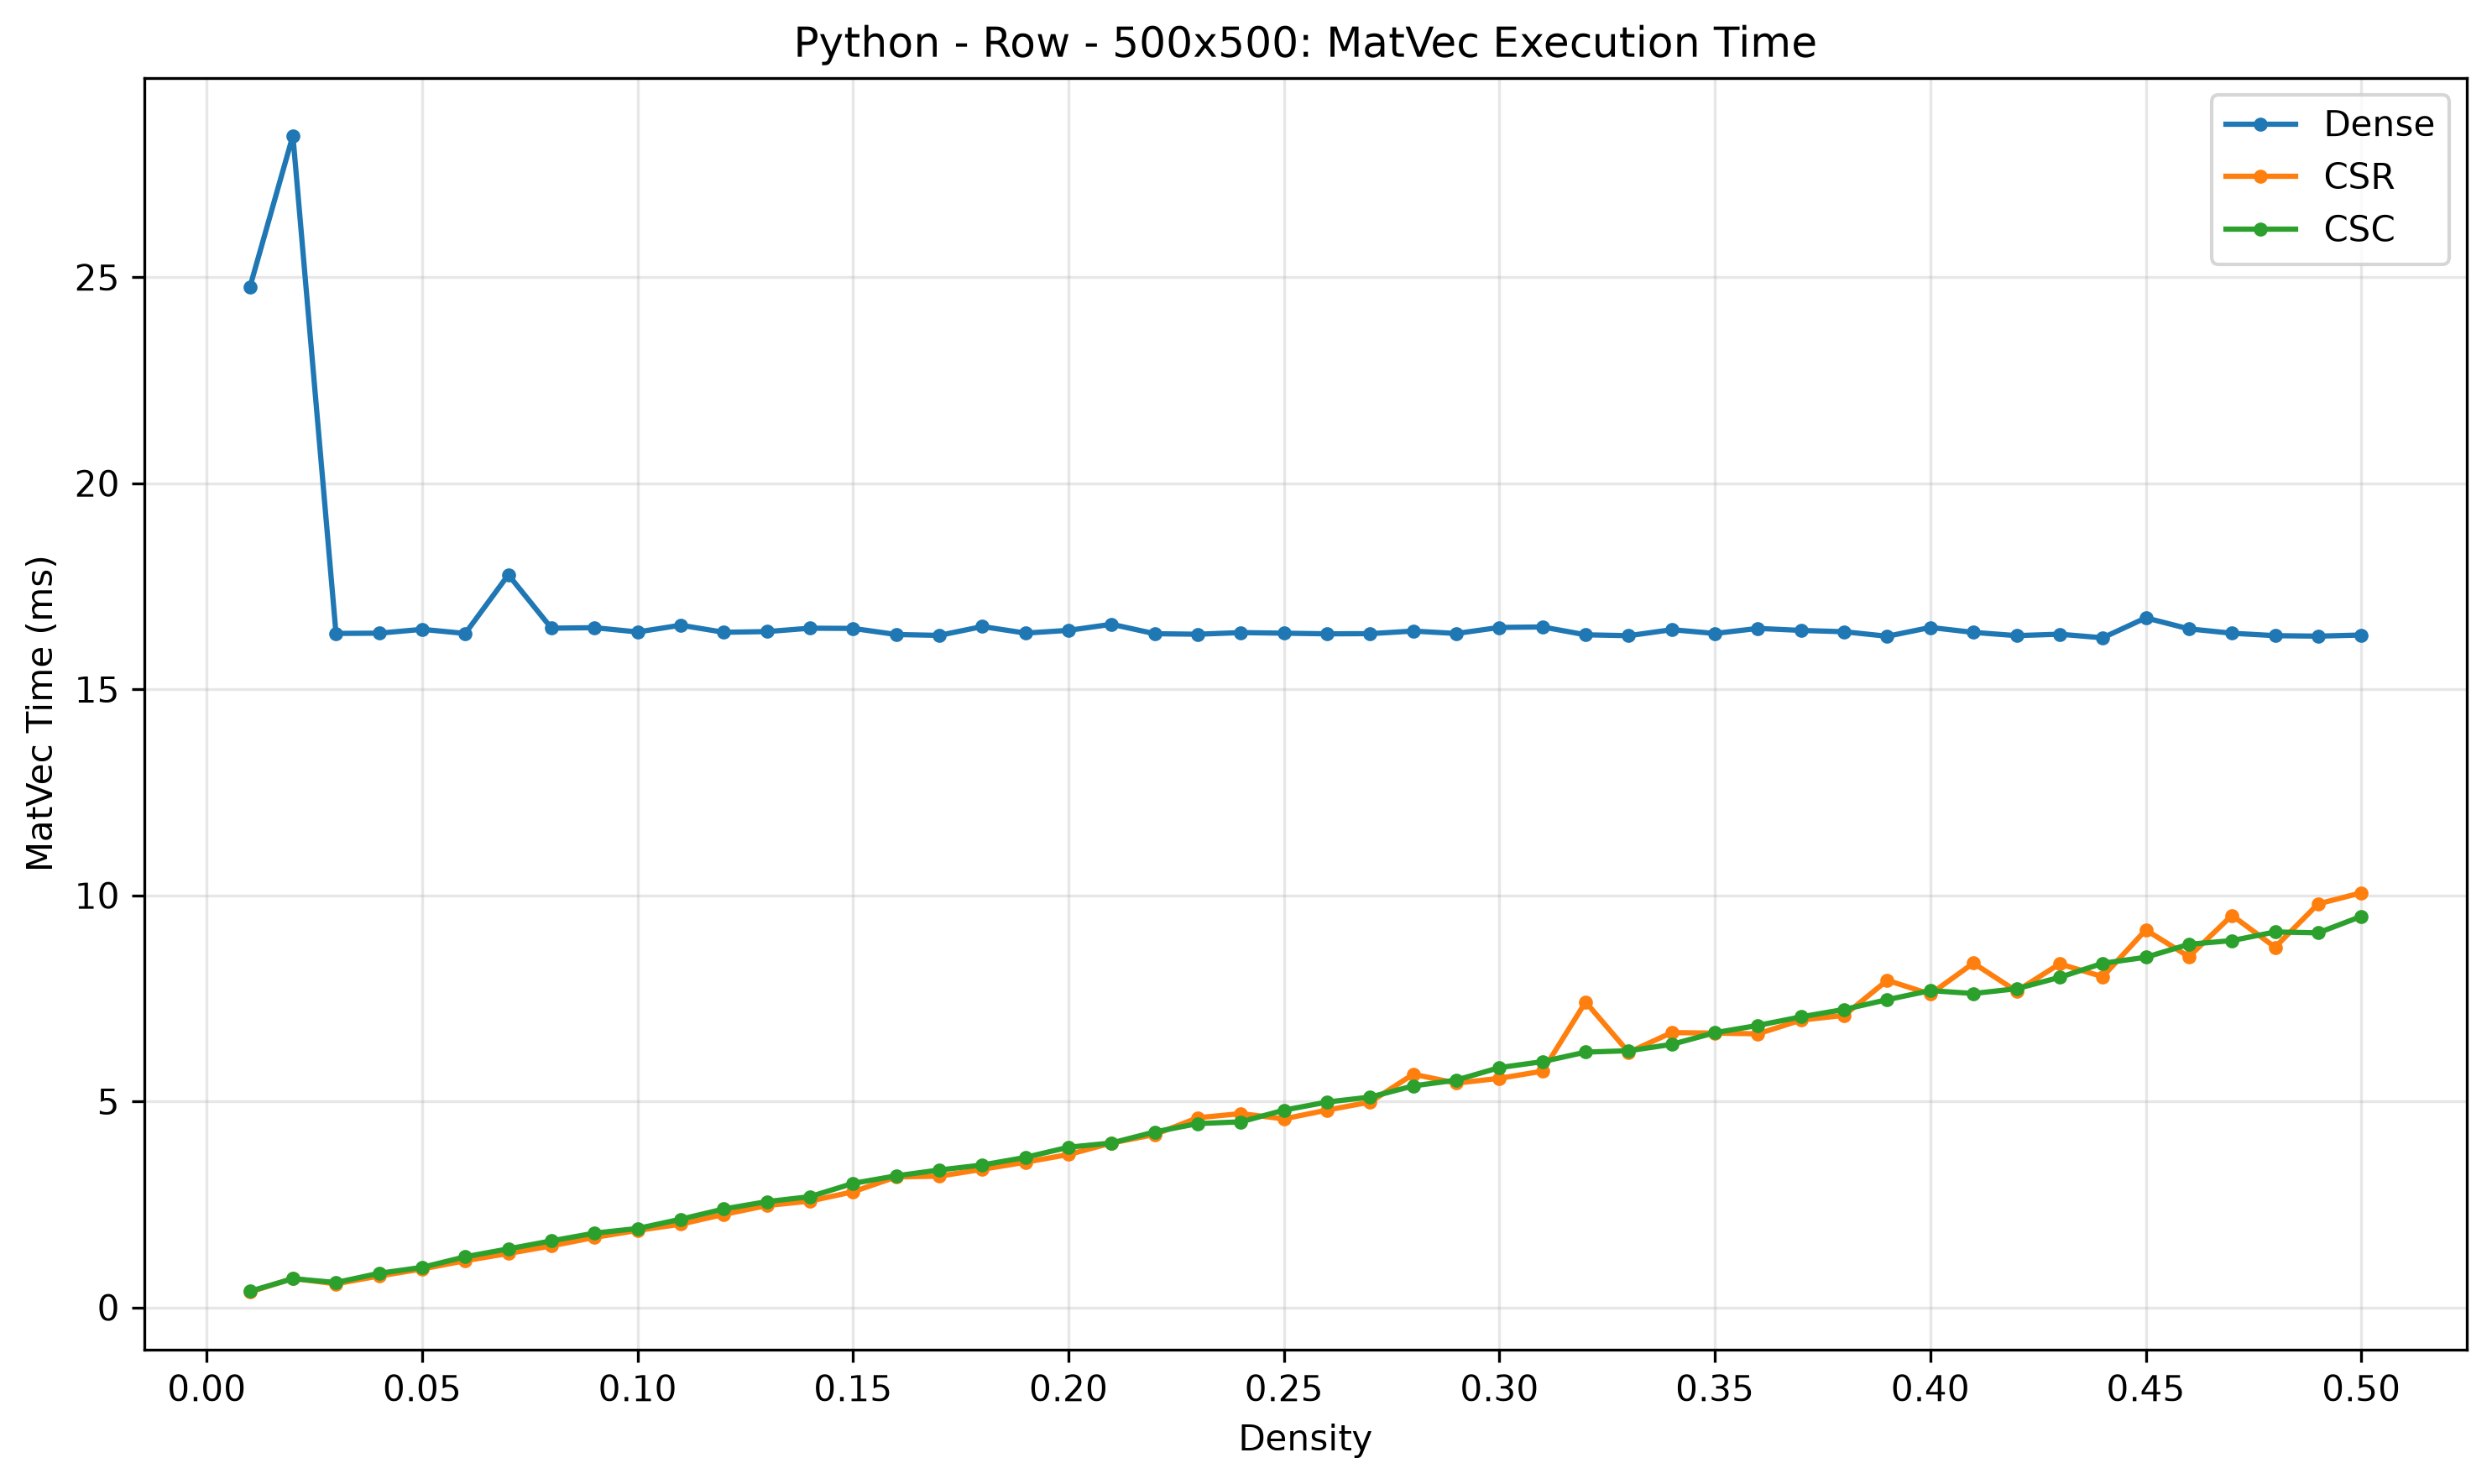 Python - Row - 500x500: MatVec Execution Time
Dense
CSR
CSC
MatVec Time (ms)
25
20
15
10
5
0
0.00 0.05 0.10 0.15 0.20 0.25 0.30 0.35 0.40 0.45 0.50
Density